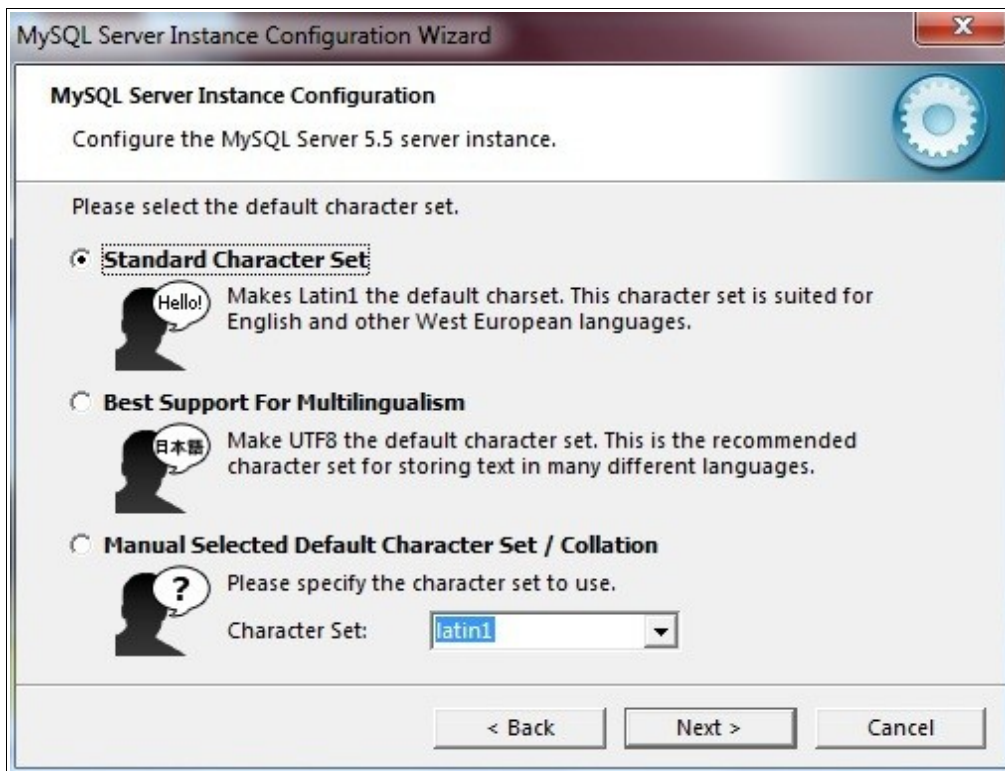 MySQL Server Instance Configuration Wizard
MySQL Server Instance Configuration
Configure the MySQL Server 5.5 server instance.
Please select the default character set.
Standard Character Set
Hello!
Makes Latin1 the default charset. This character set is suited for
English and other West European languages.
Best Support For Multilingualism
日本語
Make UTF8 the default character set. This is the recommended
character set for storing text in many different languages.
Manual Selected Default Character Set / Collation
?
Please specify the character set to use.
Character Set: latin1
< Back Next > Cancel